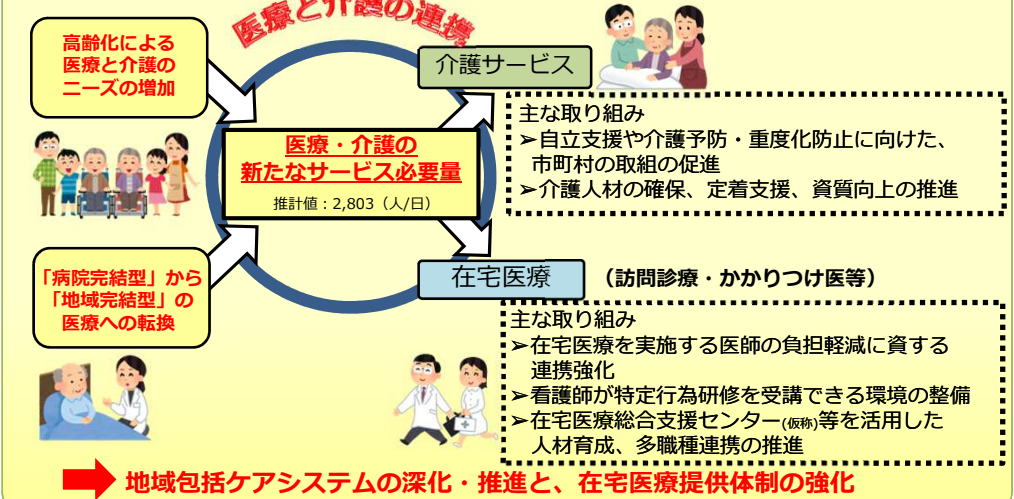 医療と介護の連携
高齢化による
医療と介護の
ニーズの増加
介護サービス
主な取り組み
➢自立支援や介護予防・重度化防止に向けた、
市町村の取組の促進
➢介護人材の確保、定着支援、資質向上の推進
医療・介護の
新たなサービス必要量
推計値：2,803（人/日）
「病院完結型」から
「地域完結型」の
医療への転換
在宅医療
（訪問診療・かかりつけ医等）
主な取り組み
➢在宅医療を実施する医師の負担軽減に資する
連携強化
➢看護師が特定行為研修を受講できる環境の整備
➢在宅医療総合支援センター(仮称)等を活用した
人材育成、多職種連携の推進
地域包括ケアシステムの深化・推進と、在宅医療提供体制の強化